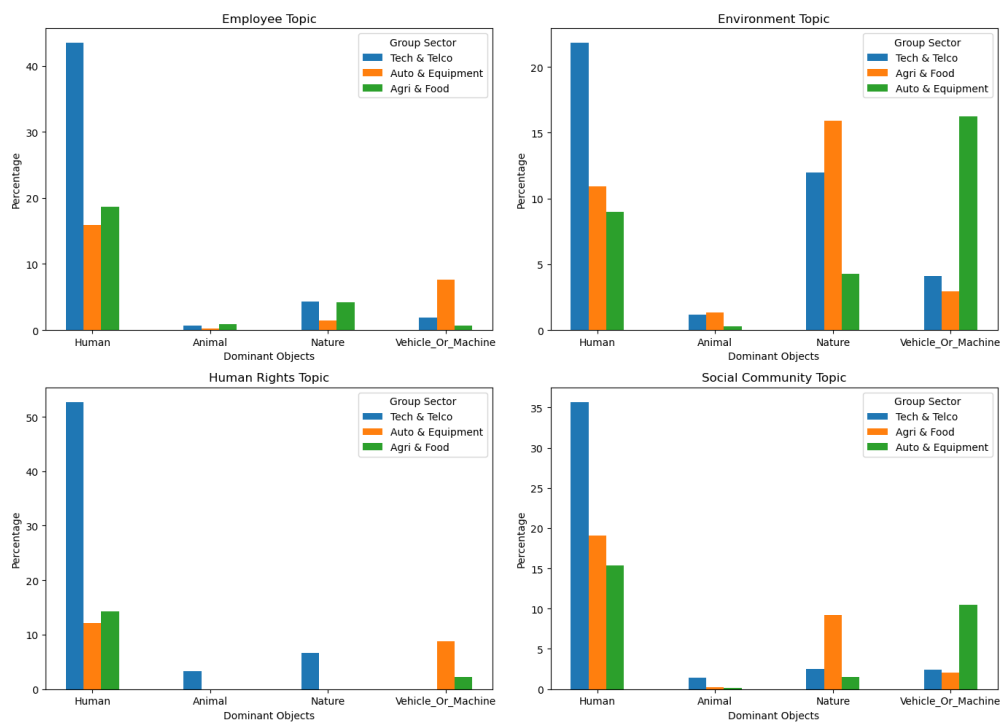 Employee Topic
Group Sector
Tech & Telco
Auto & Equipment
Agri & Food
40
30
20
10
0
Percentage
Human
Animal
Nature
Vehicle_Or_Machine
Dominant Objects
Environment Topic
Group Sector
Tech & Telco
Agri & Food
Auto & Equipment
20
15
10
5
0
Percentage
Human
Animal
Nature
Vehicle_Or_Machine
Dominant Objects
Human Rights Topic
Group Sector
Tech & Telco
Auto & Equipment
Agri & Food
50
40
30
20
10
0
Percentage
Human
Animal
Nature
Vehicle_Or_Machine
Dominant Objects
Social Community Topic
Group Sector
Tech & Telco
Agri & Food
Auto & Equipment
35
30
25
20
15
10
5
0
Percentage
Human
Animal
Nature
Vehicle_Or_Machine
Dominant Objects